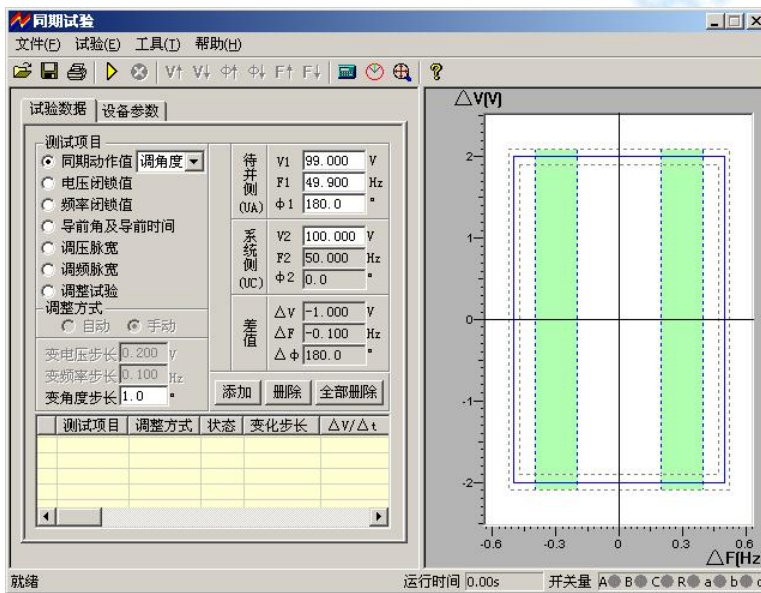 同期试验
文件(F) 试验(E) 工具(T) 帮助(H)
V↑ V↓ Φ↑ Φ↓ F↑ F↓
试验数据 设备参数
测试项目
同期动作值 调角度
电压闭锁值
频率闭锁值
导前角及导前时间
调压脉宽
调频脉宽
调整试验
调整方式
自动 手动
变电压步长 0.200 V
变频率步长 0.100 Hz
变角度步长 1.0 °
待并侧(UA)
V1 99.000 V
F1 49.900 Hz
Φ1 180.0 °
系统侧(UC)
V2 100.000 V
F2 50.000 Hz
Φ2 0.0 °
差值
△V -1.000 V
△F -0.100 Hz
△Φ 180.0 °
添加 删除 全部删除
测试项目 调整方式 状态 变化步长 △V/△t
△V(V)
2
1
0
-1
-2
-0.6 -0.3 0 0.3 0.6
△F(Hz
就绪 运行时间 0.00s 开关量 A B C R a b c